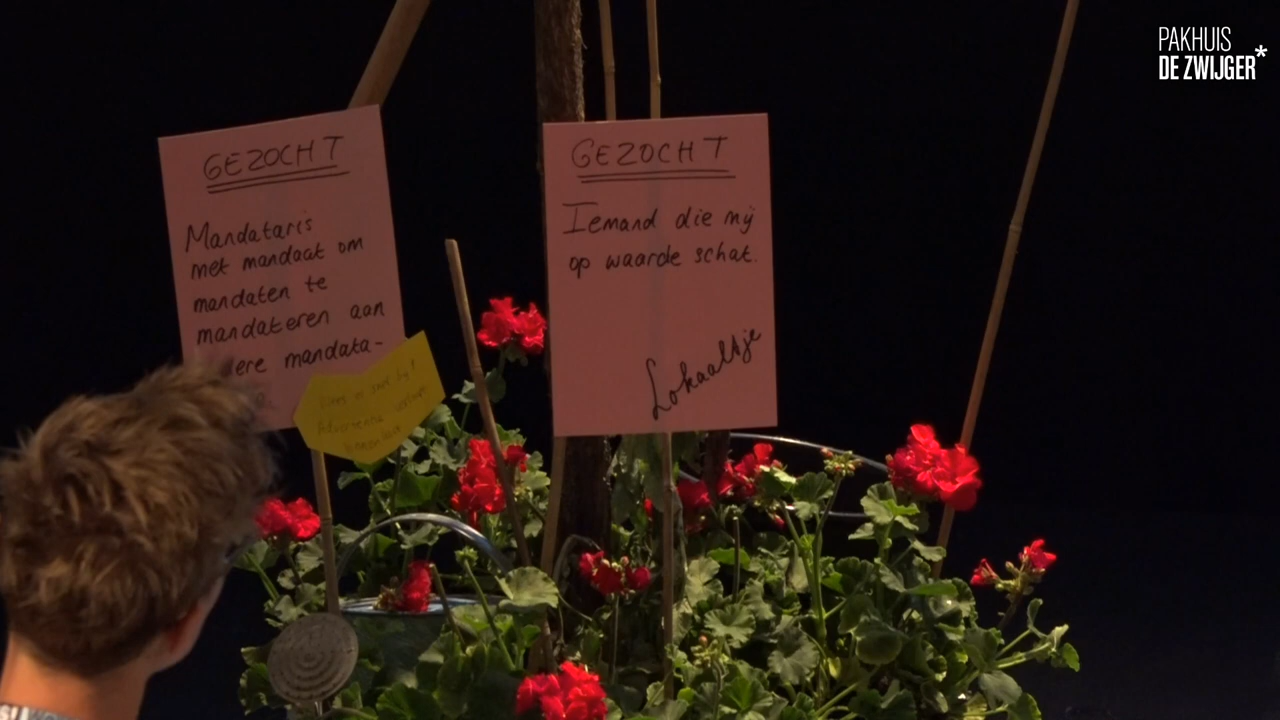 PAKHUIS
DE ZWIJGER*
GEZOCHT
Mandataris
met mandaat om
mandaten te
mandateren aan
dere mandata-
GEZOCHT
Iemand die mij
op waarde schat.
Lokaaltje